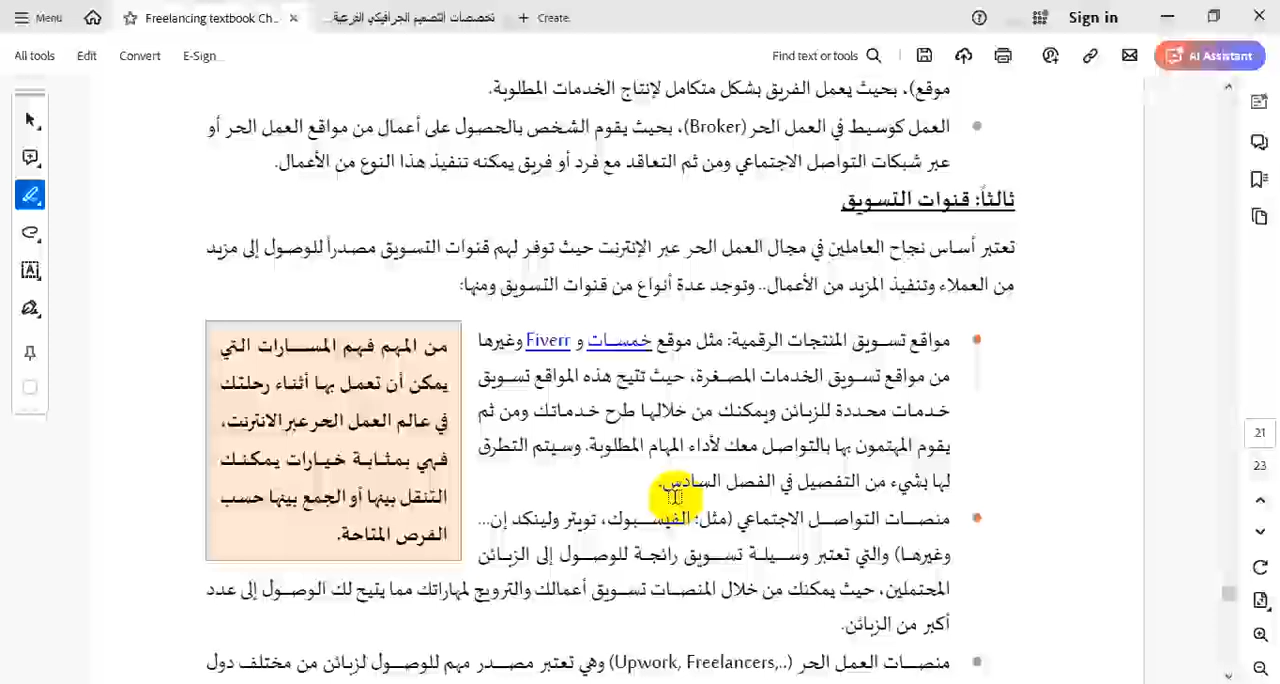 Menu
Freelancing textbook Ch...
تخصصات التصميم الجرافيكي الفرعية...
Create
Sign in
All tools
Edit
Convert
E-Sign
Find text or tools
AI Assistant
موقع)، بحيث يعمل الفريق بشكل متكامل لإنتاج الخدمات المطلوبة.
العمل كوسيط في العمل الحر (Broker)، بحيث يقوم الشخص بالحصول على أعمال من مواقع العمل الحر أو
عبر شبكات التواصل الاجتماعي ومن ثم التعاقد مع فرد أو فريق يمكنه تنفيذ هذا النوع من الأعمال.
ثالثاً: قنوات التسويق
تعتبر أساس نجاح العاملين في مجال العمل الحر عبر الإنترنت حيث توفر لهم قنوات التسويق مصدراً للوصول إلى مزيد
من العملاء وتنفيذ المزيد من الأعمال.. وتوجد عدة أنواع من قنوات التسويق ومنها:
مواقع تسويق المنتجات الرقمية: مثل موقع خمسات و Fiverr وغيرها
من مواقع تسويق الخدمات المصغرة، حيث تتيح هذه المواقع تسويق
خدمات محددة للزبائن ويمكنك من خلالها طرح خدماتك ومن ثم
يقوم المهتمون بها بالتواصل معك لأداء المهام المطلوبة. وسيتم التطرق
لها بشيء من التفصيل في الفصل السادس.
من المهم فهم المسارات التي
يمكن أن تعمل بها أثناء رحلتك
في عالم العمل الحر عبر الانترنت،
فهي بمثابة خيارات يمكنك
التنقل بينها أو الجمع بينها حسب
الفرص المتاحة.
منصات التواصل الاجتماعي (مثل: الفيسبوك، تويتر ولينكد إن...
وغيرها) والتي تعتبر وسيلة تسويق رائجة للوصول إلى الزبائن
المحتملين، حيث يمكنك من خلال المنصات تسويق أعمالك والترويج لمهاراتك مما يتيح لك الوصول إلى عدد
أكبر من الزبائن.
منصات العمل الحر (Upwork, Freelancers,..) وهي تعتبر مصدر مهم للوصول لزبائن من مختلف دول
21
23